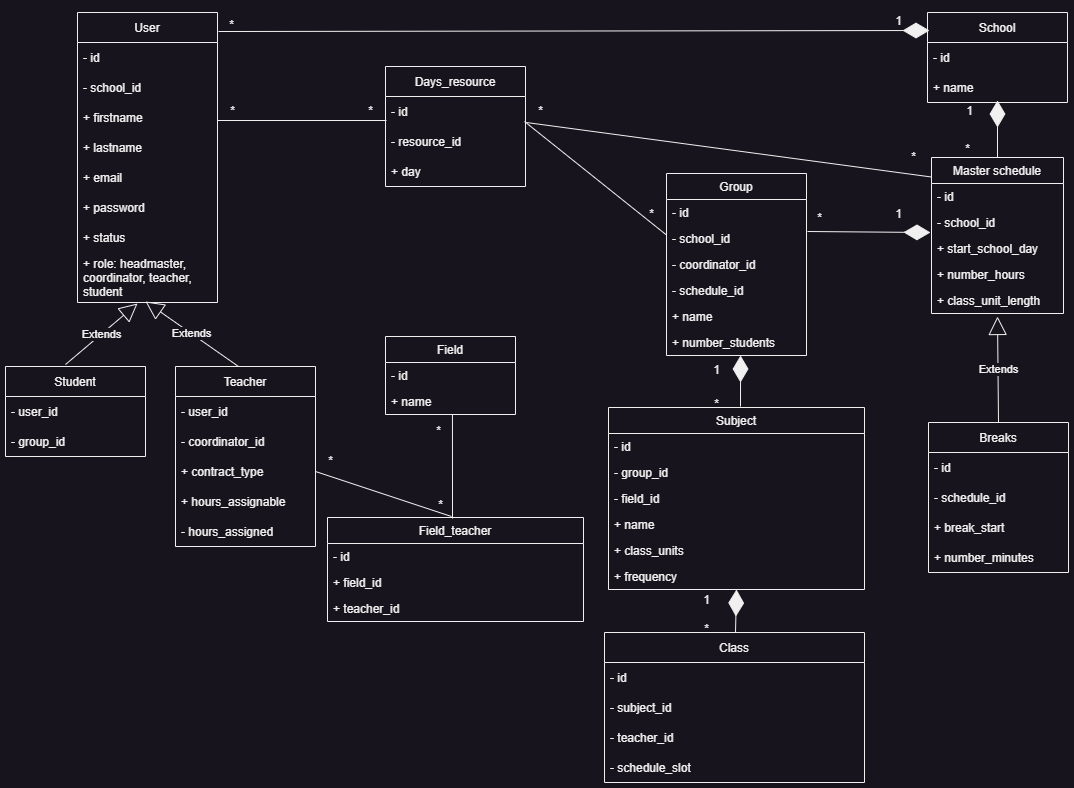 User
- id
- school_id
+ firstname
+ lastname
+ email
+ password
+ status
+ role: headmaster,
coordinator, teacher,
student
*
1
School
- id
+ name
*
*
Days_resource
- id
- resource_id
+ day
*
*
*
1
*
Master schedule
- id
- school_id
+ start_school_day
+ number_hours
+ class_unit_length
Group
- id
- school_id
- coordinator_id
- schedule_id
+ name
+ number_students
*
1
Extends
Extends
Extends
Student
- user_id
- group_id
Teacher
- user_id
- coordinator_id
+ contract_type
+ hours_assignable
- hours_assigned
Field
- id
+ name
*
*
*
Field_teacher
- id
+ field_id
+ teacher_id
1
*
Subject
- id
- group_id
- field_id
+ name
+ class_units
+ frequency
Breaks
- id
- schedule_id
+ break_start
+ number_minutes
1
*
Class
- id
- subject_id
- teacher_id
- schedule_slot